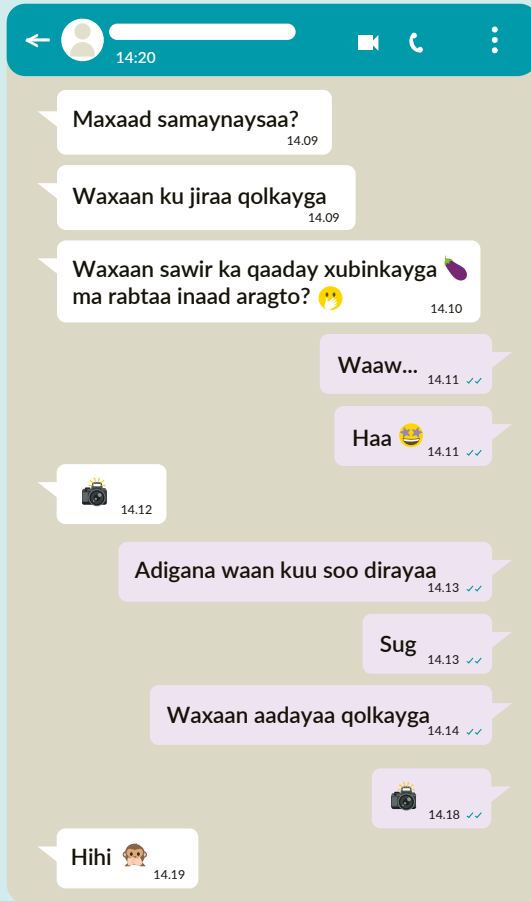 14:20
Maxaad samaynaysaa?
14.09
Waxaan ku jiraa qolkayga
14.09
Waxaan sawir ka qaaday xubinkayga 🍆
ma rabtaa inaad aragto? 🤭
14.10
Waaw...
14.11
Haa 🤩
14.11
📸
14.12
Adigana waan kuu soo dirayaa
14.13
Sug
14.13
Waxaan aadayaa qolkayga
14.14
📸
14.18
Hihi 🙊
14.19